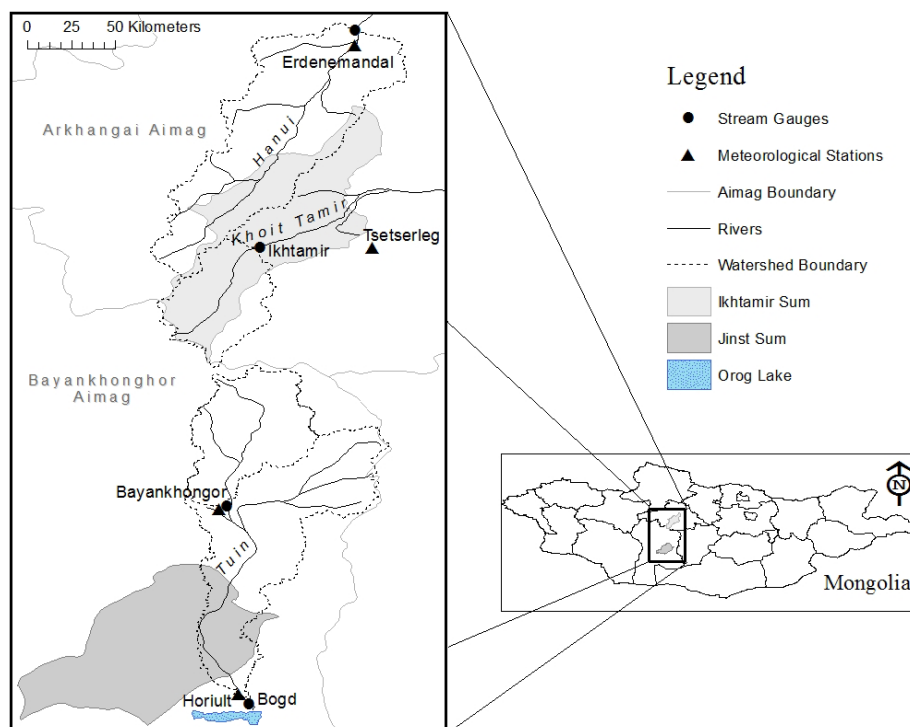 0 25 50 Kilometers
Erdenemandal
Arkhangai Aimag
Hanui
Khoit Tamir
Tsetserleg
Ikhtamir
Bayankhonghor
Aimag
Bayankhongor
Tuin
Horiult
Bogd
Legend
Stream Gauges
Meteorological Stations
Aimag Boundary
Rivers
Watershed Boundary
Ikhtamir Sum
Jinst Sum
Orog Lake
N
Mongolia